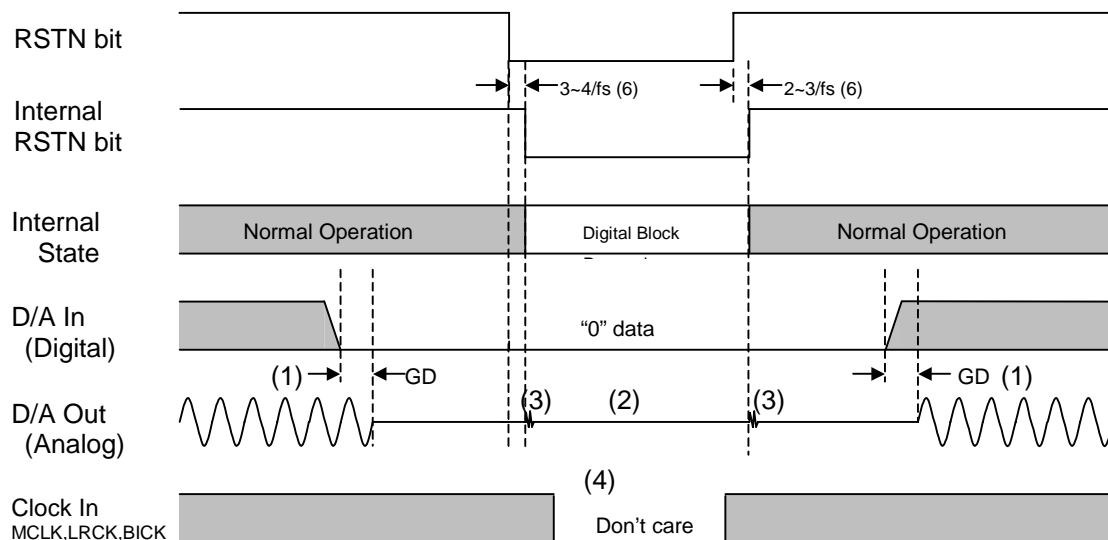 RSTN bit
3~4/fs (6)
2~3/fs (6)
Internal
RSTN bit
Internal
State
Normal Operation
Digital Block
Normal Operation
D/A In
(Digital)
“0” data
(1)
GD
GD
(1)
D/A Out
(Analog)
(3)
(2)
(3)
(4)
Clock In
MCLK,LRCK,BICK
Don’t care